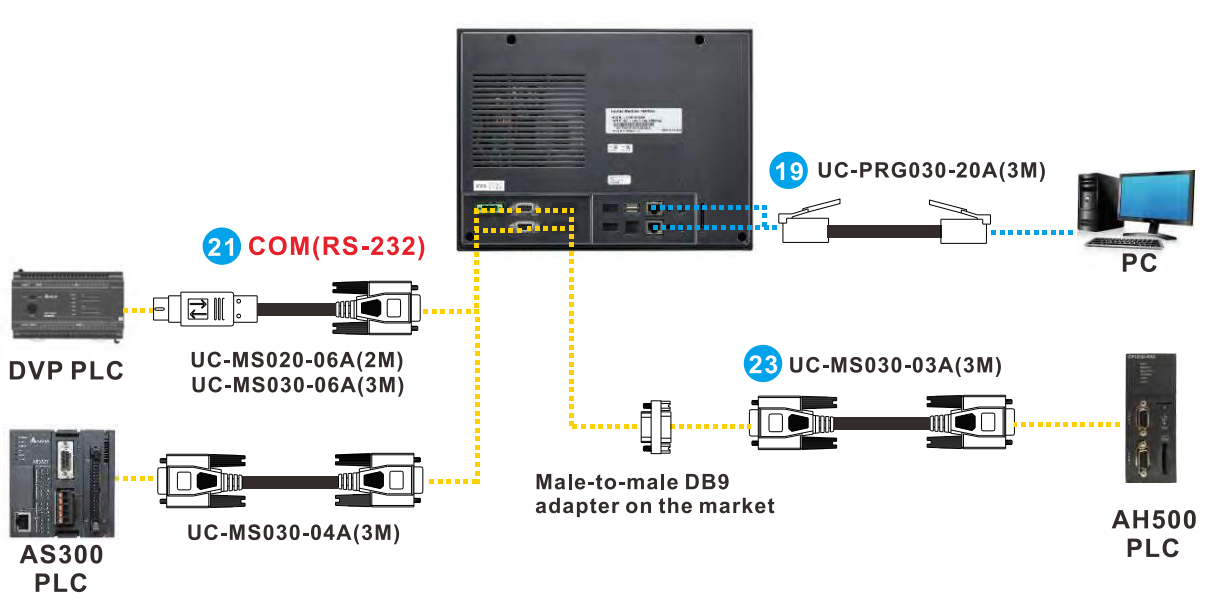 19 UC-PRG030-20A(3M)
PC
21 COM(RS-232)
DVP PLC
UC-MS020-06A(2M)
UC-MS030-06A(3M)
23 UC-MS030-03A(3M)
Male-to-male DB9
adapter on the market
UC-MS030-04A(3M)
AS300
PLC
AH500
PLC